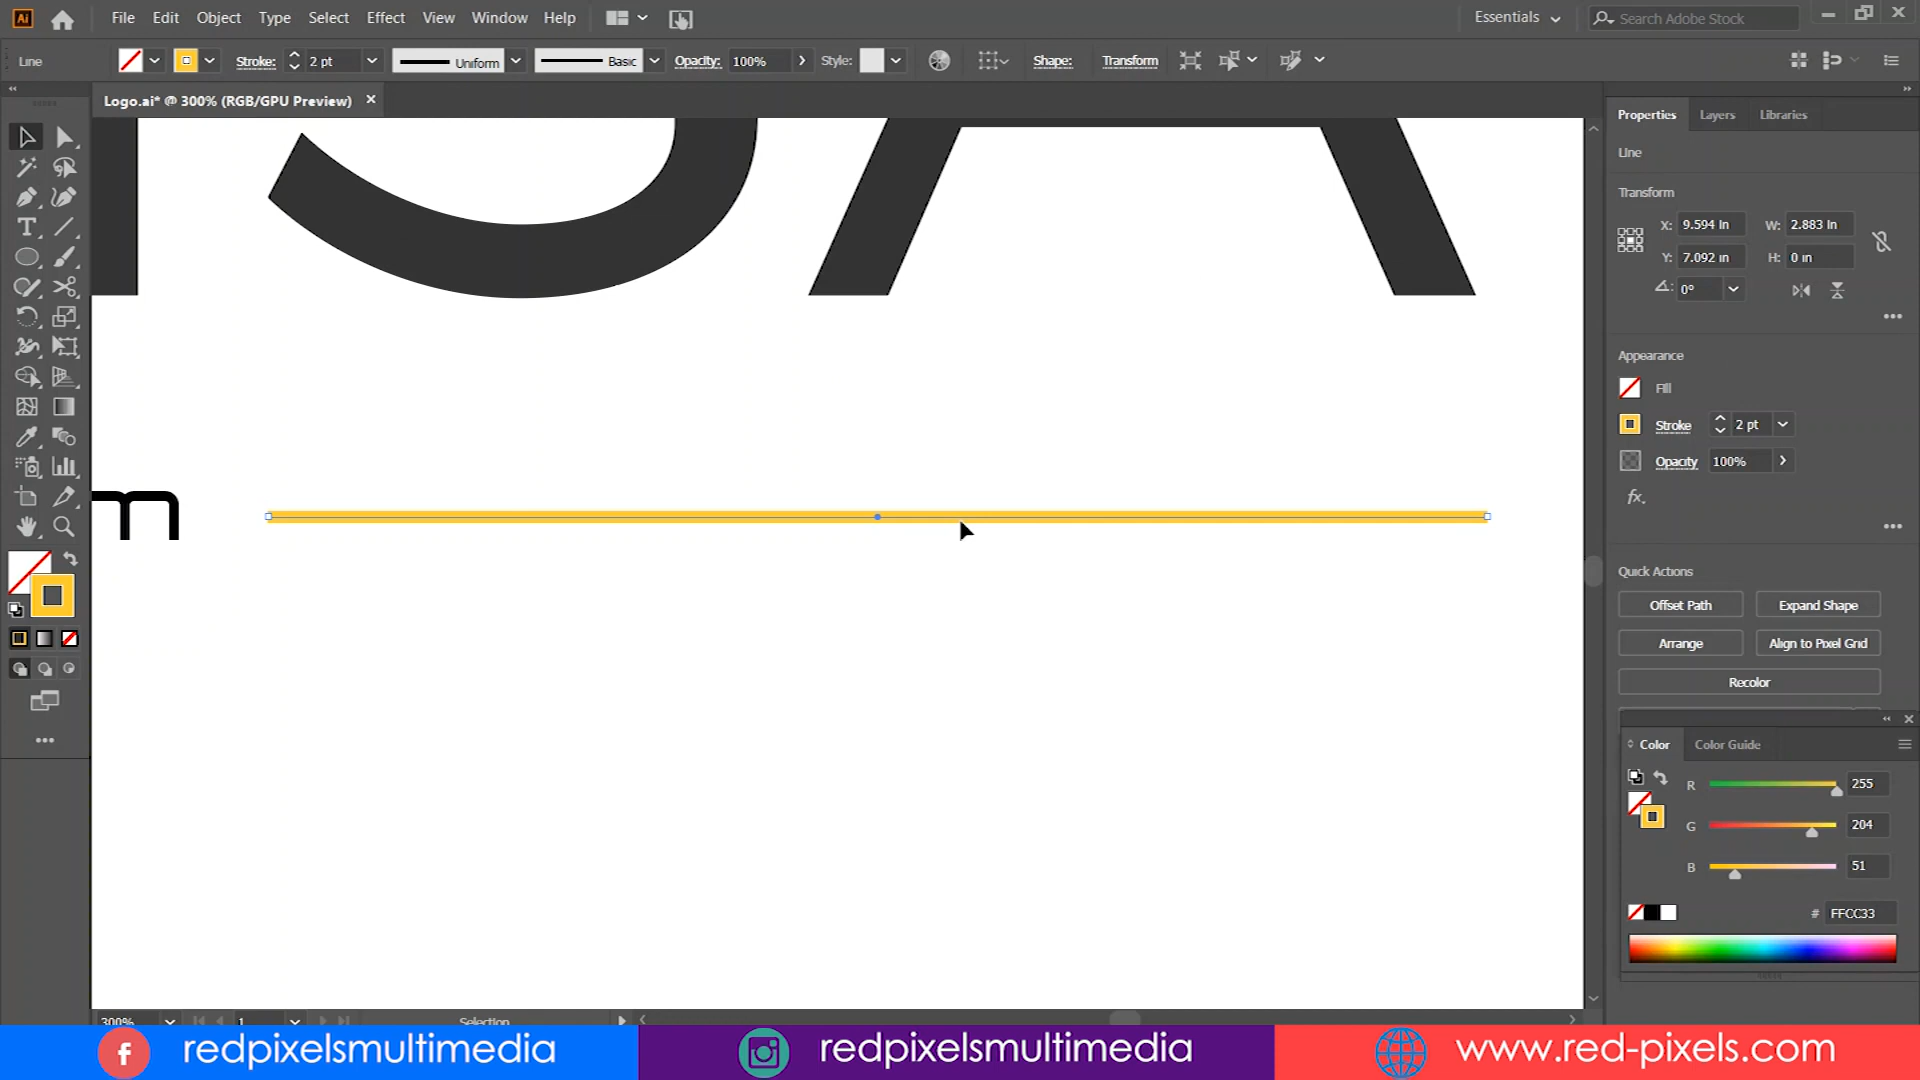 Ai File Edit Object Type Select Effect View Window Help Essentials Search Adobe Stock
Line Stroke: 2 pt Uniform Basic Opacity: 100% Style: Shape: Transform
Logo.ai* @ 300% (RGB/GPU Preview)
SA
m
Properties Layers Libraries
Line
Transform
X: 9.594 in W: 2.883 in
Y: 7.092 in H: 0 in
0°
Appearance
Fill
Stroke 2 pt
Opacity 100%
fx.
Quick Actions
Offset Path Expand Shape
Arrange Align to Pixel Grid
Recolor
Color Color Guide
R 255
G 204
B 51
# FFCC33
300% 1 Selection
redpixelsmultimedia redpixelsmultimedia www.red-pixels.com